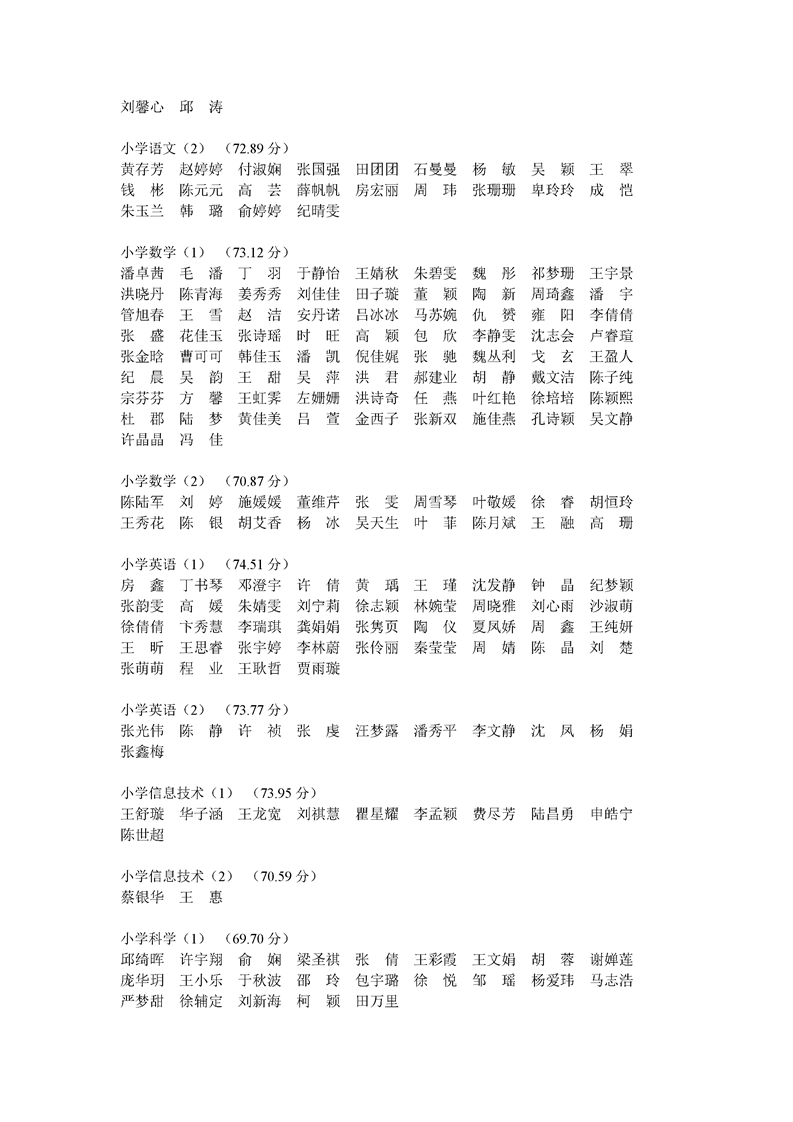 刘馨心 邱　涛
小学语文（2） （72.89 分）
黄存芳 赵婷婷 付淑娴 张国强 田团团 石曼曼 杨　敏 吴　颖 王　翠
钱　彬 陈元元 高　芸 薛帆帆 房宏丽 周　玮 张珊珊 卑玲玲 成　恺
朱玉兰 韩　璐 俞婷婷 纪晴雯
小学数学（1） （73.12 分）
潘卓茜 毛　潘 丁　羽 于静怡 王婧秋 朱碧雯 魏　彤 祁梦珊 王宇景
洪晓丹 陈青海 姜秀秀 刘佳佳 田子璇 董　颖 陶　新 周琦鑫 潘　宇
管旭春 王　雪 赵　洁 安丹诺 吕冰冰 马苏婉 仇　赟 雍　阳 李倩倩
张　盛 花佳玉 张诗瑶 时　旺 高　颖 包　欣 李静雯 沈志会 卢睿瑄
张金晗 曹可可 韩佳玉 潘　凯 倪佳娓 张　驰 魏丛利 戈　玄 王盈人
纪　晨 吴　韵 王　甜 吴　萍 洪　君 郝建业 胡　静 戴文洁 陈子纯
宗芬芬 方　馨 王虹霁 左姗姗 洪诗奇 任　燕 叶红艳 徐培培 陈颖熙
杜　郡 陆　梦 黄佳美 吕　萱 金西子 张新双 施佳燕 孔诗颖 吴文静
许晶晶 冯　佳
小学数学（2） （70.87 分）
陈陆军 刘　婷 施媛媛 董维芹 张　雯 周雪琴 叶敬媛 徐　睿 胡恒玲
王秀花 陈　银 胡艾香 杨　冰 吴天生 叶　菲 陈月斌 王　融 高　珊
小学英语（1） （74.51 分）
房　鑫 丁书琴 邓澄宇 许　倩 黄　瑀 王　瑾 沈发静 钟　晶 纪梦颖
张韵雯 高　媛 朱婧雯 刘宁莉 徐志颖 林婉莹 周晓雅 刘心雨 沙淑萌
徐倩倩 卞秀慧 李瑞琪 龚娟娟 张隽页 陶　仪 夏凤娇 周　鑫 王纯妍
王　昕 王思睿 张宇婷 李林蔚 张伶丽 秦莹莹 周　婧 陈　晶 刘　楚
张萌萌 程　业 王耿哲 贾雨璇
小学英语（2） （73.77 分）
张光伟 陈　静 许　祯 张　虔 汪梦露 潘秀平 李文静 沈　凤 杨　娟
张鑫梅
小学信息技术（1） （73.95 分）
王舒璇 华子涵 王龙宽 刘祺慧 瞿星耀 李孟颖 费尽芳 陆昌勇 申皓宁
陈世超
小学信息技术（2） （70.59 分）
蔡银华 王　惠
小学科学（1） （69.70 分）
邱绮晖 许宇翔 俞　娴 梁圣祺 张　倩 王彩霞 王文娟 胡　蓉 谢婵莲
庞华玥 王小乐 于秋波 邵　玲 包宇璐 徐　悦 邹　瑶 杨爱玮 马志浩
严梦甜 徐辅定 刘新海 柯　颖 田万里